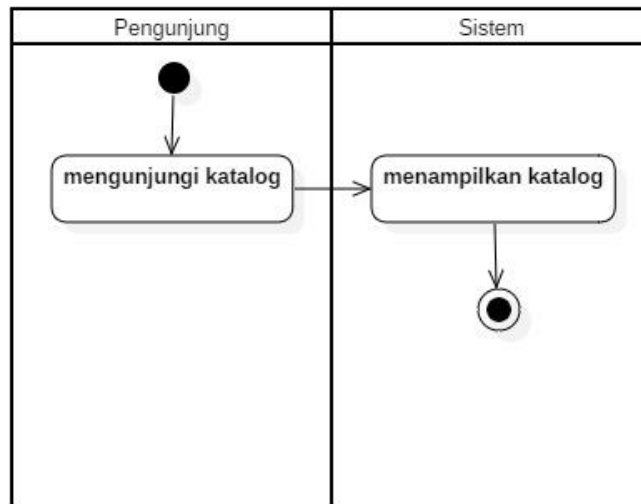 Pengunjung
Sistem
mengunjungi katalog
menampilkan katalog